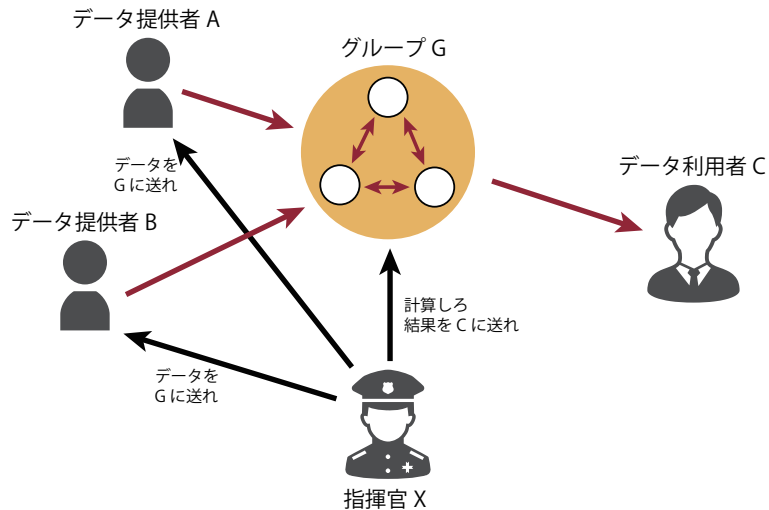 データ提供者 A
グループ G
データを
G に送れ
データ利用者 C
データ提供者 B
計算しろ
結果を C に送れ
データを
G に送れ
指揮官 X